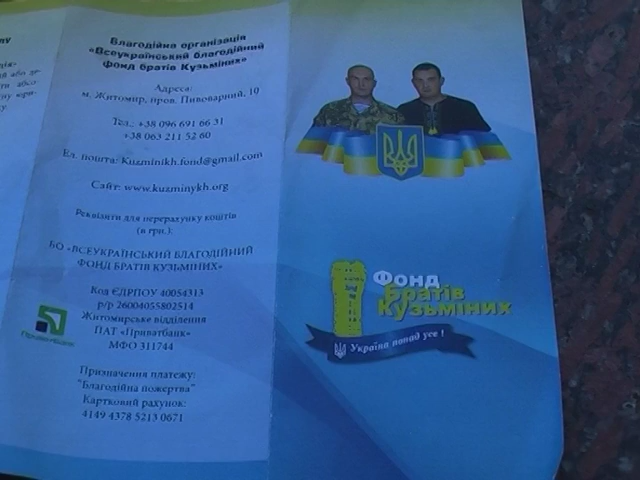 Благодійна організація
«Всеукраїнський благодійний
фонд братів Кузьміних»
Адреса:
м. Житомир, пров. Пивоварний, 10
Тел.: +38 096 691 66 31
+38 063 211 52 60
Ел. пошта: Kuzminikh.fond@gmail.com
Сайт: www.kuzminykh.org
Реквізити для перерахунку коштів
(в грн.):
БО «ВСЕУКРАЇНСЬКИЙ БЛАГОДІЙНИЙ
ФОНД БРАТІВ КУЗЬМІНИХ»
Код ЄДРПОУ 40054313
р/р 26004055802514
Житомирське відділення
ПАТ «Приватбанк»
МФО 311744
ПриватБанк
Призначення платежу:
"Благодійна пожертва"
Картковий рахунок:
4149 4378 5213 0671
Фонд
Братів
Кузьміних
Україна понад усе !